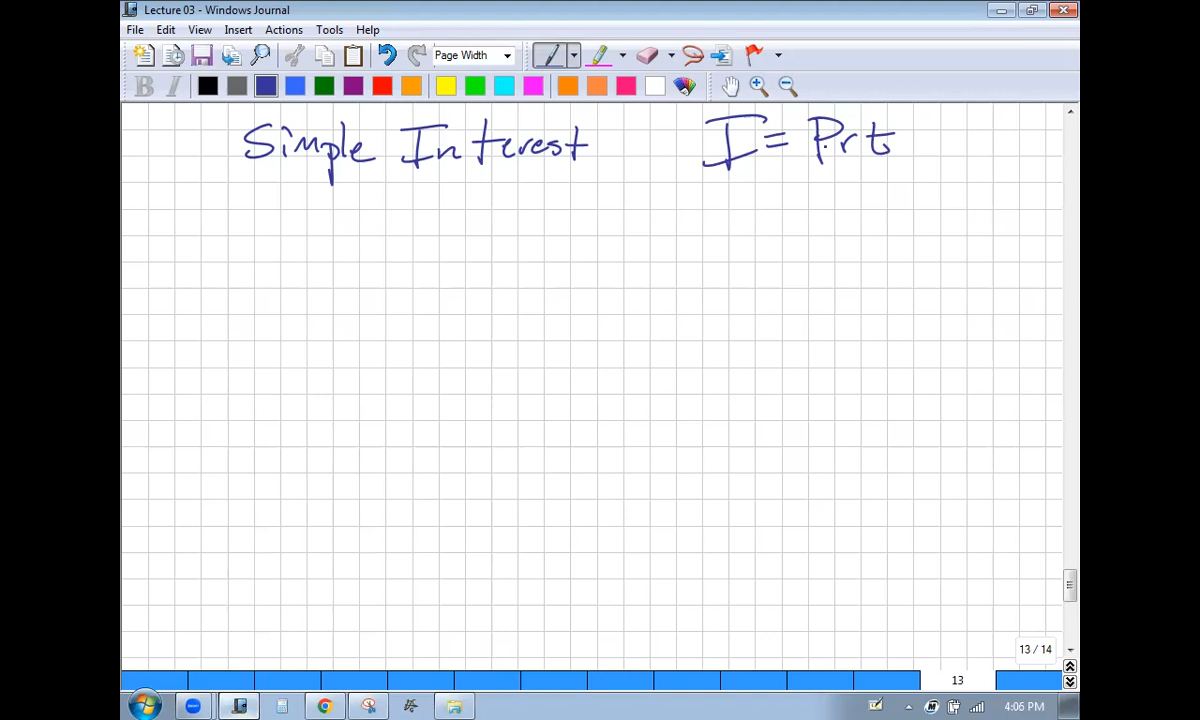 Lecture 03 - Windows Journal
File Edit View Insert Actions Tools Help
Page Width
B I
Simple Interest I = Prt
13 / 14
13
4:06 PM